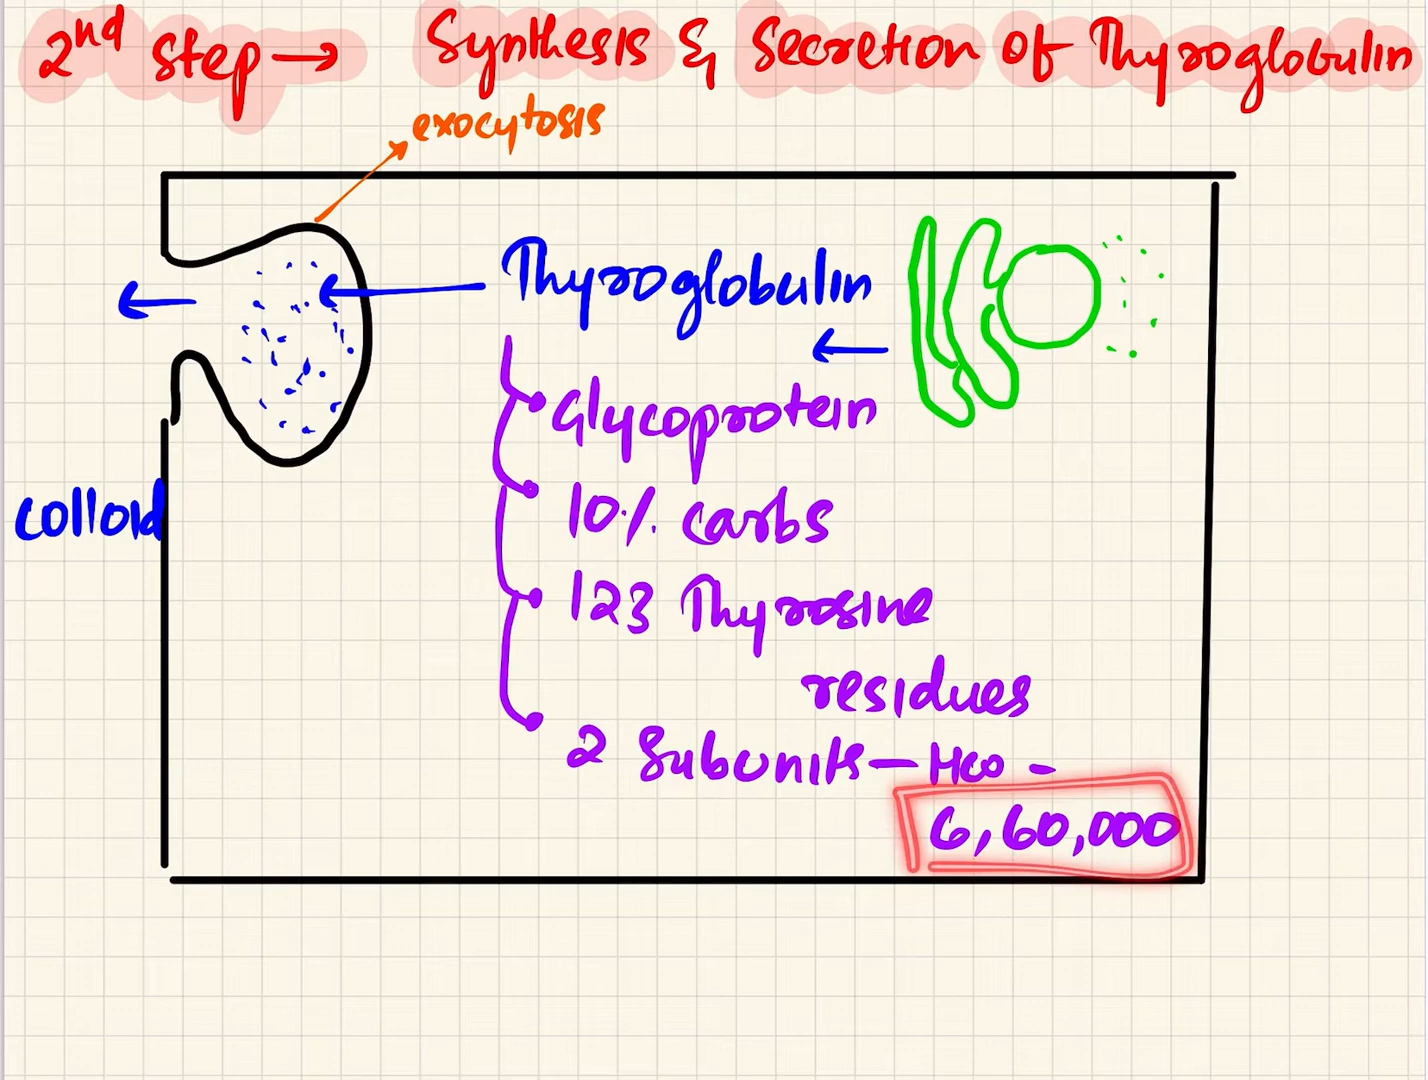 2nd Step → Synthesis & Secretion of Thyroglobulin
exocytosis
Thyroglobulin
Glycoprotein
10% carbs
colloid
123 Thyrosine
residues
2 Subunits -
6,60,000